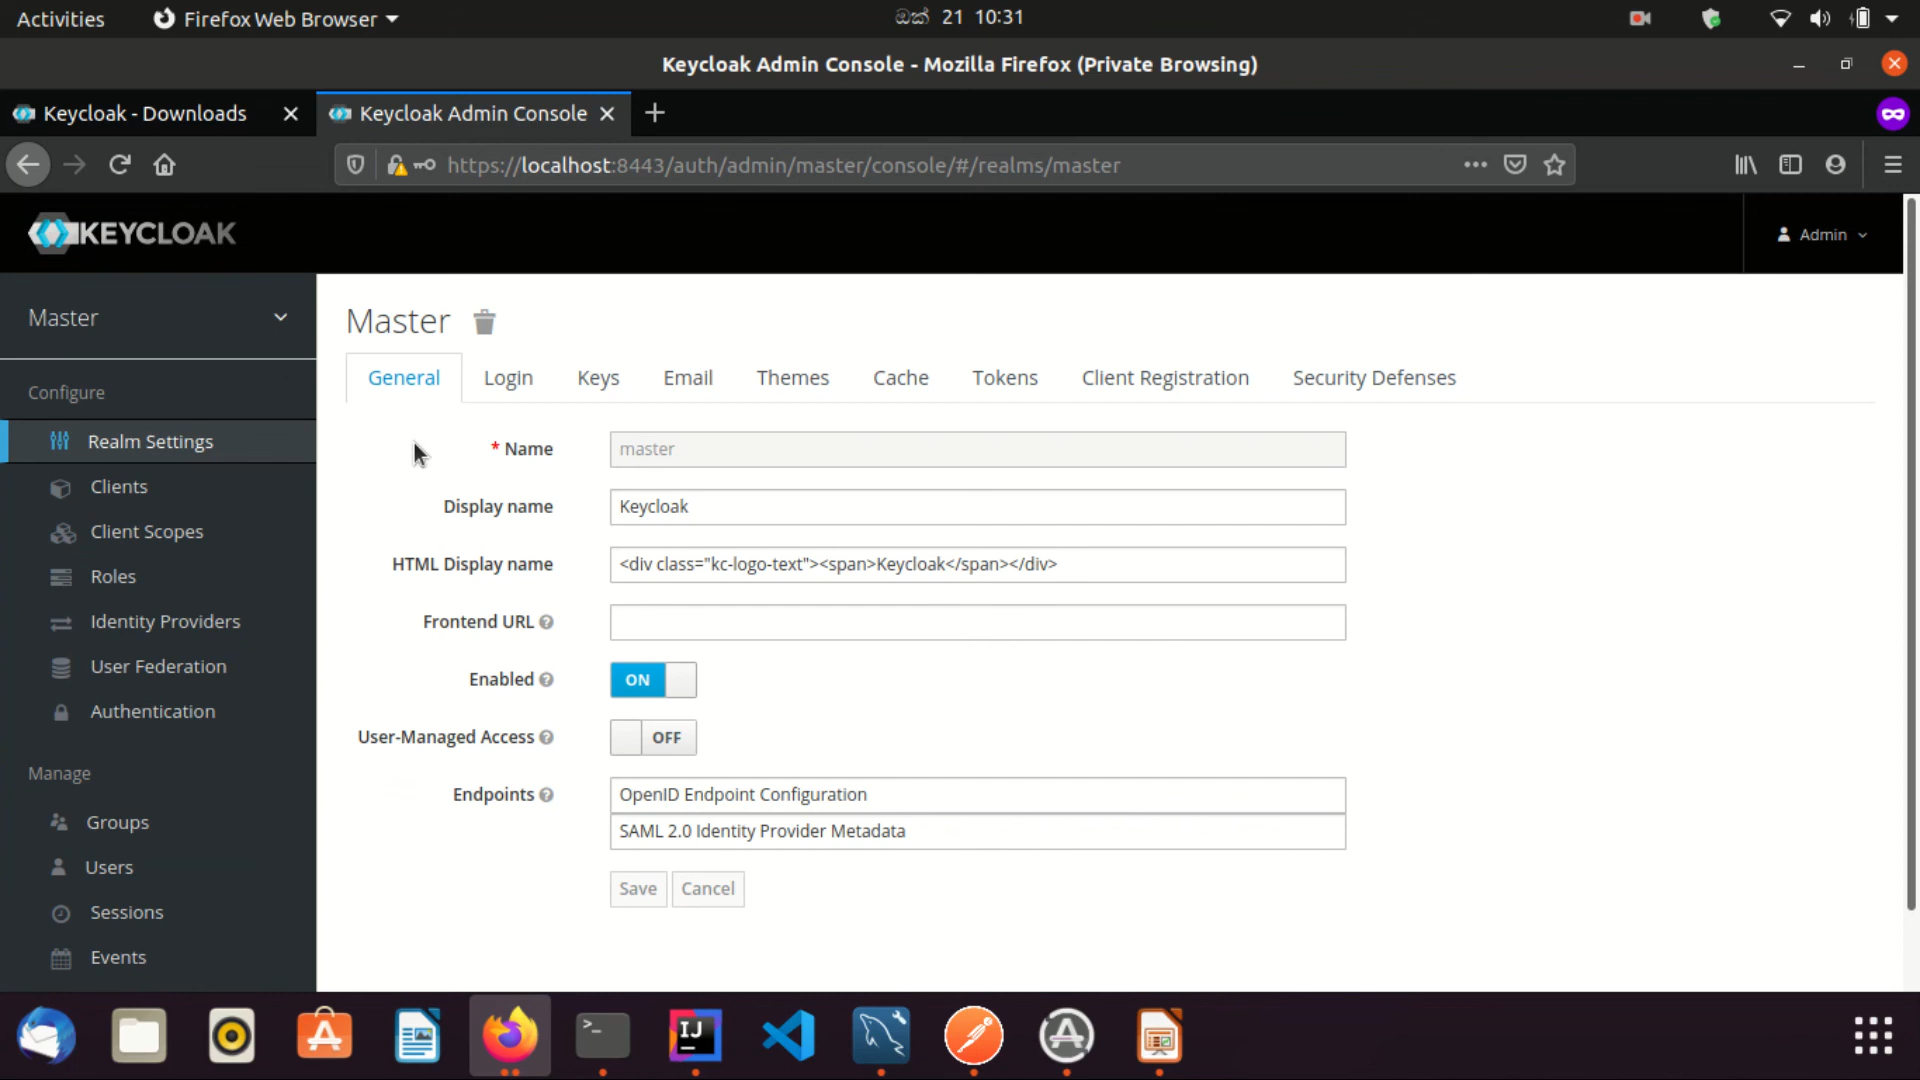 Activities
Firefox Web Browser
ඔක් 21 10:31
Keycloak Admin Console - Mozilla Firefox (Private Browsing)
Keycloak - Downloads
Keycloak Admin Console
https://localhost:8443/auth/admin/master/console/#/realms/master
KEYCLOAK
Admin
Master
Configure
Realm Settings
Clients
Client Scopes
Roles
Identity Providers
User Federation
Authentication
Manage
Groups
Users
Sessions
Events
Master
General Login Keys Email Themes Cache Tokens Client Registration Security Defenses
* Name master
Display name Keycloak
HTML Display name <div class="kc-logo-text"><span>Keycloak</span></div>
Frontend URL
Enabled ON
User-Managed Access OFF
Endpoints OpenID Endpoint Configuration
SAML 2.0 Identity Provider Metadata
Save Cancel
>_ IJ